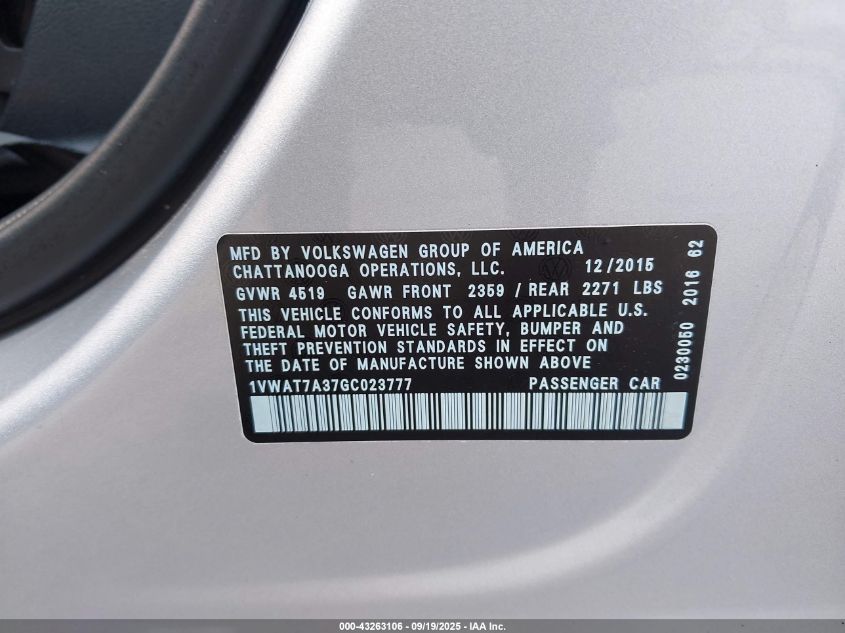 MFD BY VOLKSWAGEN GROUP OF AMERICA
CHATTANOOGA OPERATIONS, LLC. 12/2015
GVWR 4519 GAWR FRONT 2359 / REAR 2271 LBS
THIS VEHICLE CONFORMS TO ALL APPLICABLE U.S.
FEDERAL MOTOR VEHICLE SAFETY, BUMPER AND
THEFT PREVENTION STANDARDS IN EFFECT ON
THE DATE OF MANUFACTURE SHOWN ABOVE
1VWAT7A37GC023777 PASSENGER CAR
0230050 2016 62
000-43263106 - 09/19/2025 - IAA Inc.